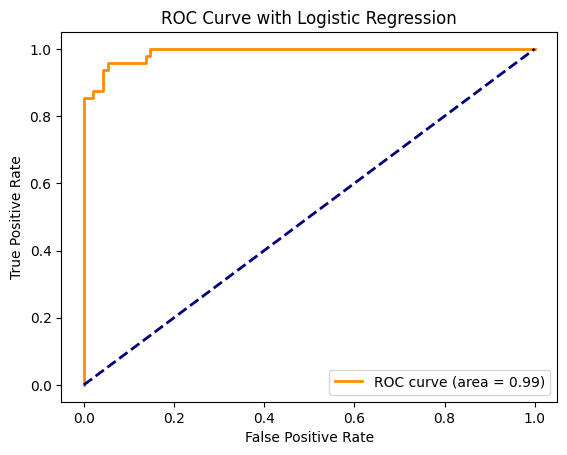 ROC Curve with Logistic Regression
True Positive Rate
1.0
0.8
0.6
0.4
0.2
0.0
ROC curve (area = 0.99)
0.0 0.2 0.4 0.6 0.8 1.0
False Positive Rate